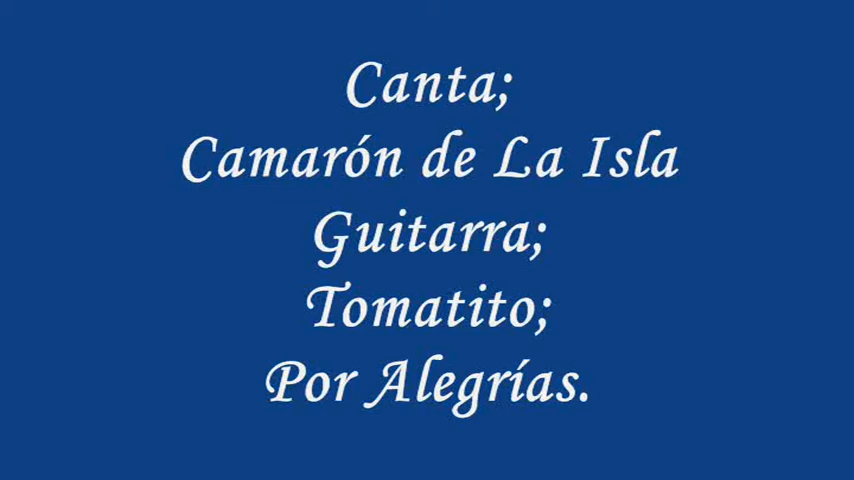 Canta;
Camarón de La Isla
Guitarra;
Tomatito;
Por Alegrías.